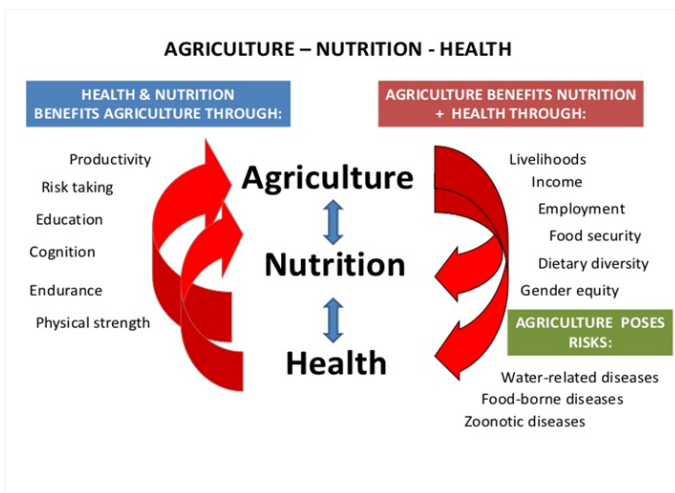 AGRICULTURE – NUTRITION - HEALTH
HEALTH & NUTRITION
BENEFITS AGRICULTURE THROUGH:
Productivity
Risk taking
Education
Cognition
Endurance
Physical strength
Agriculture
Nutrition
Health
AGRICULTURE BENEFITS NUTRITION
+ HEALTH THROUGH:
Livelihoods
Income
Employment
Food security
Dietary diversity
Gender equity
AGRICULTURE POSES
RISKS:
Water-related diseases
Food-borne diseases
Zoonotic diseases